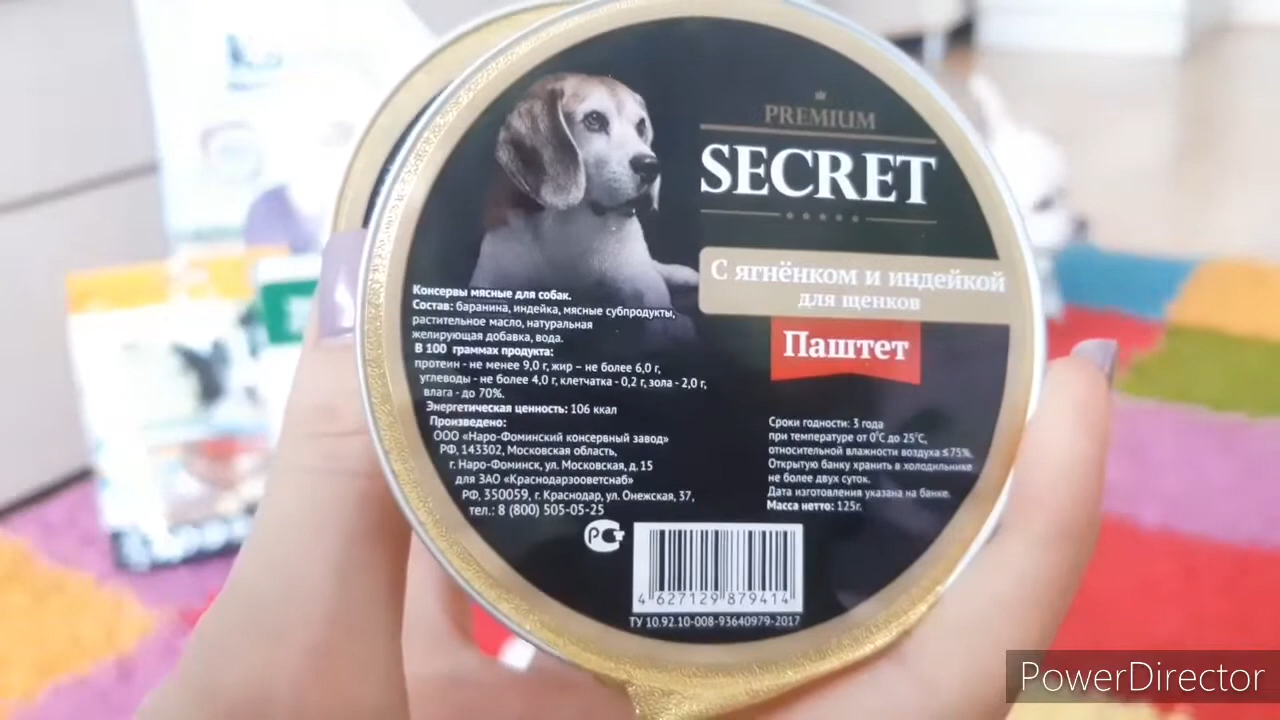 PREMIUM
SECRET
С ягнёнком и индейкой
для щенков
Паштет
Консервы мясные для собак.
Состав: баранина, индейка, мясные субпродукты,
растительное масло, натуральная
желирующая добавка, вода.
В 100 граммах продукта:
протеин - не менее 9,0 г, жир – не более 6,0 г,
углеводы - не более 4,0 г, клетчатка - 0,2 г, зола - 2,0 г,
влага - до 70%.
Энергетическая ценность: 106 ккал
Произведено:
ООО «Наро-Фоминский консервный завод»
РФ, 143302, Московская область,
г. Наро-Фоминск, ул. Московская, д. 15
для ЗАО «Краснодарзооветснаб»
РФ, 350059, г. Краснодар, ул. Онежская, 37,
тел.: 8 (800) 505-05-25
Сроки годности: 3 года
при температуре от 0°С до 25°С,
относительной влажности воздуха ≤75%.
Открытую банку хранить в холодильнике
не более двух суток.
Дата изготовления указана на банке.
Масса нетто: 125г.
РСТ
4 627129 879414
ТУ 10.92.10-008-93640979-2017
PowerDirector